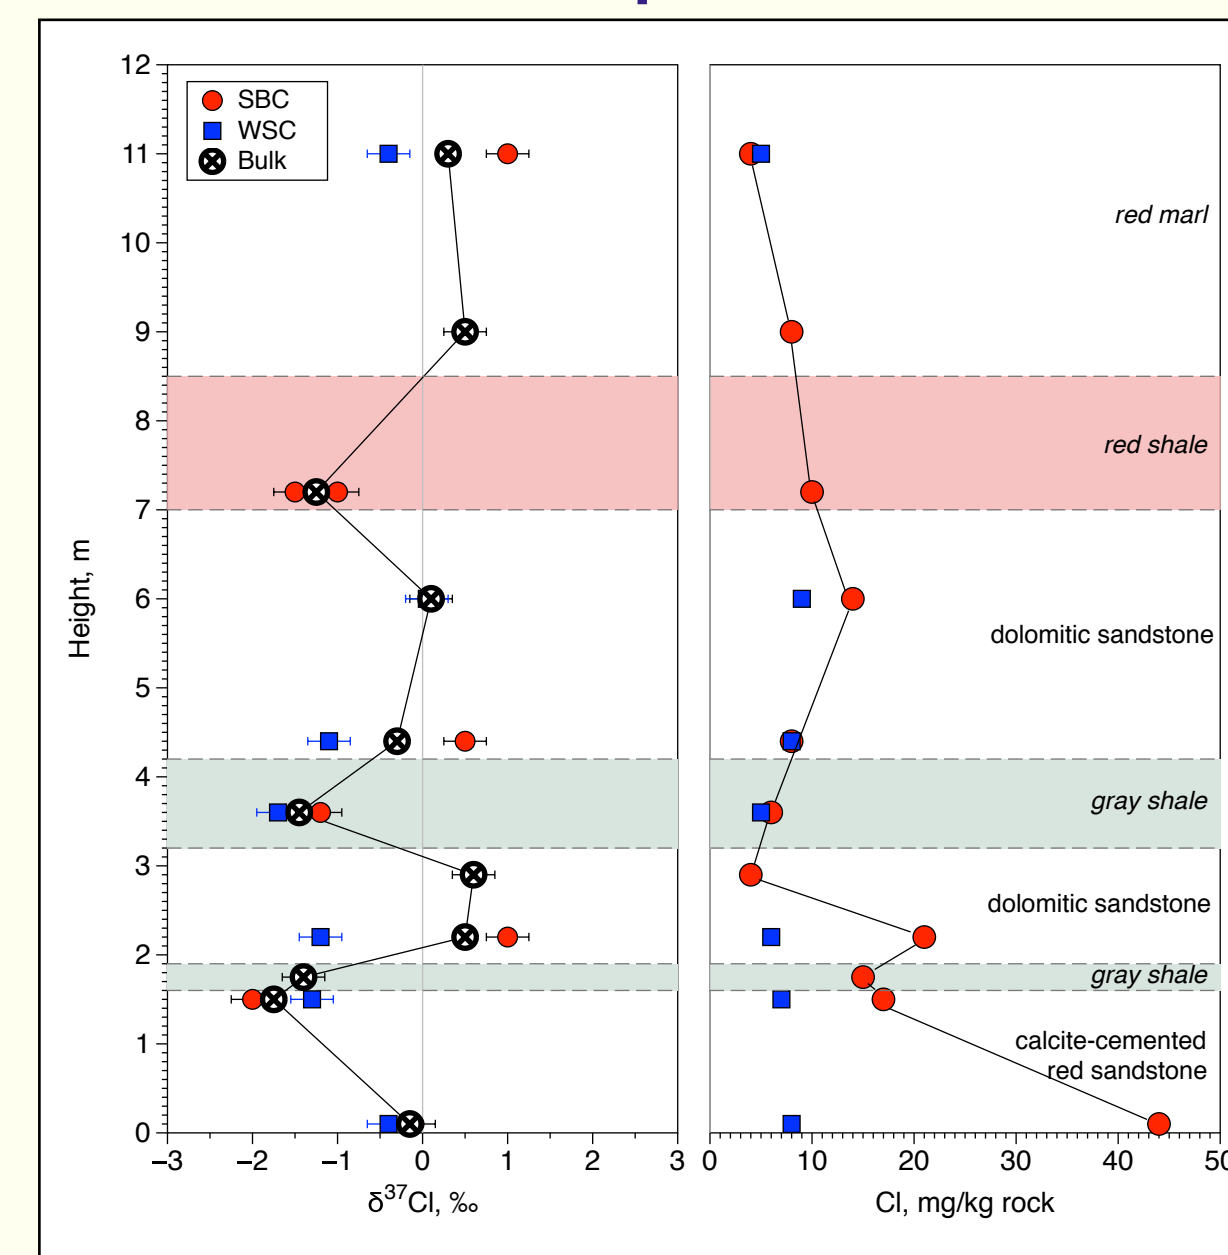 SBC
WSC
Bulk
12
11
10
9
8
7
6
5
4
3
2
1
0
Height, m
−3 −2 −1 0 1 2 3
δ37Cl, ‰
red marl
red shale
dolomitic sandstone
gray shale
dolomitic sandstone
gray shale
calcite-cemented
red sandstone
0 10 20 30 40 50
Cl, mg/kg rock